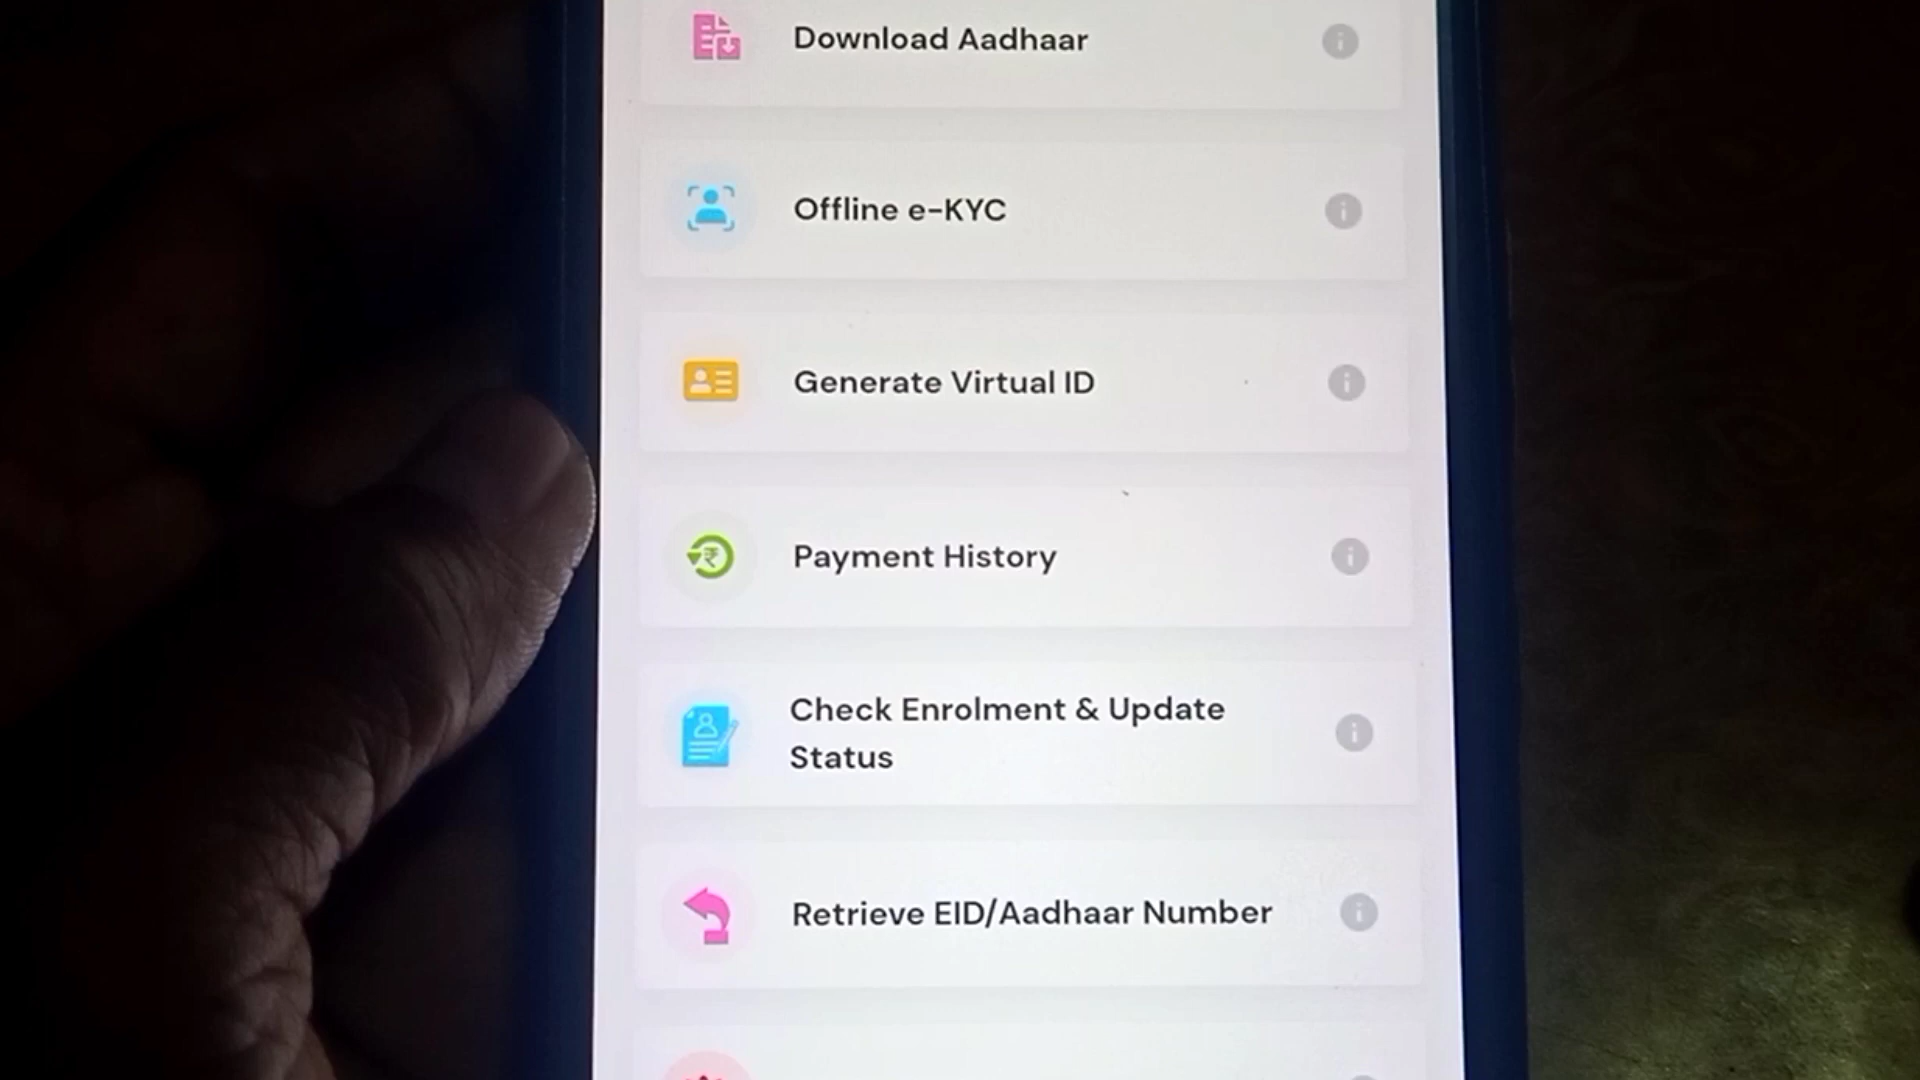 Download Aadhaar
Offline e-KYC
Generate Virtual ID
Payment History
Check Enrolment & Update
Status
Retrieve EID/Aadhaar Number